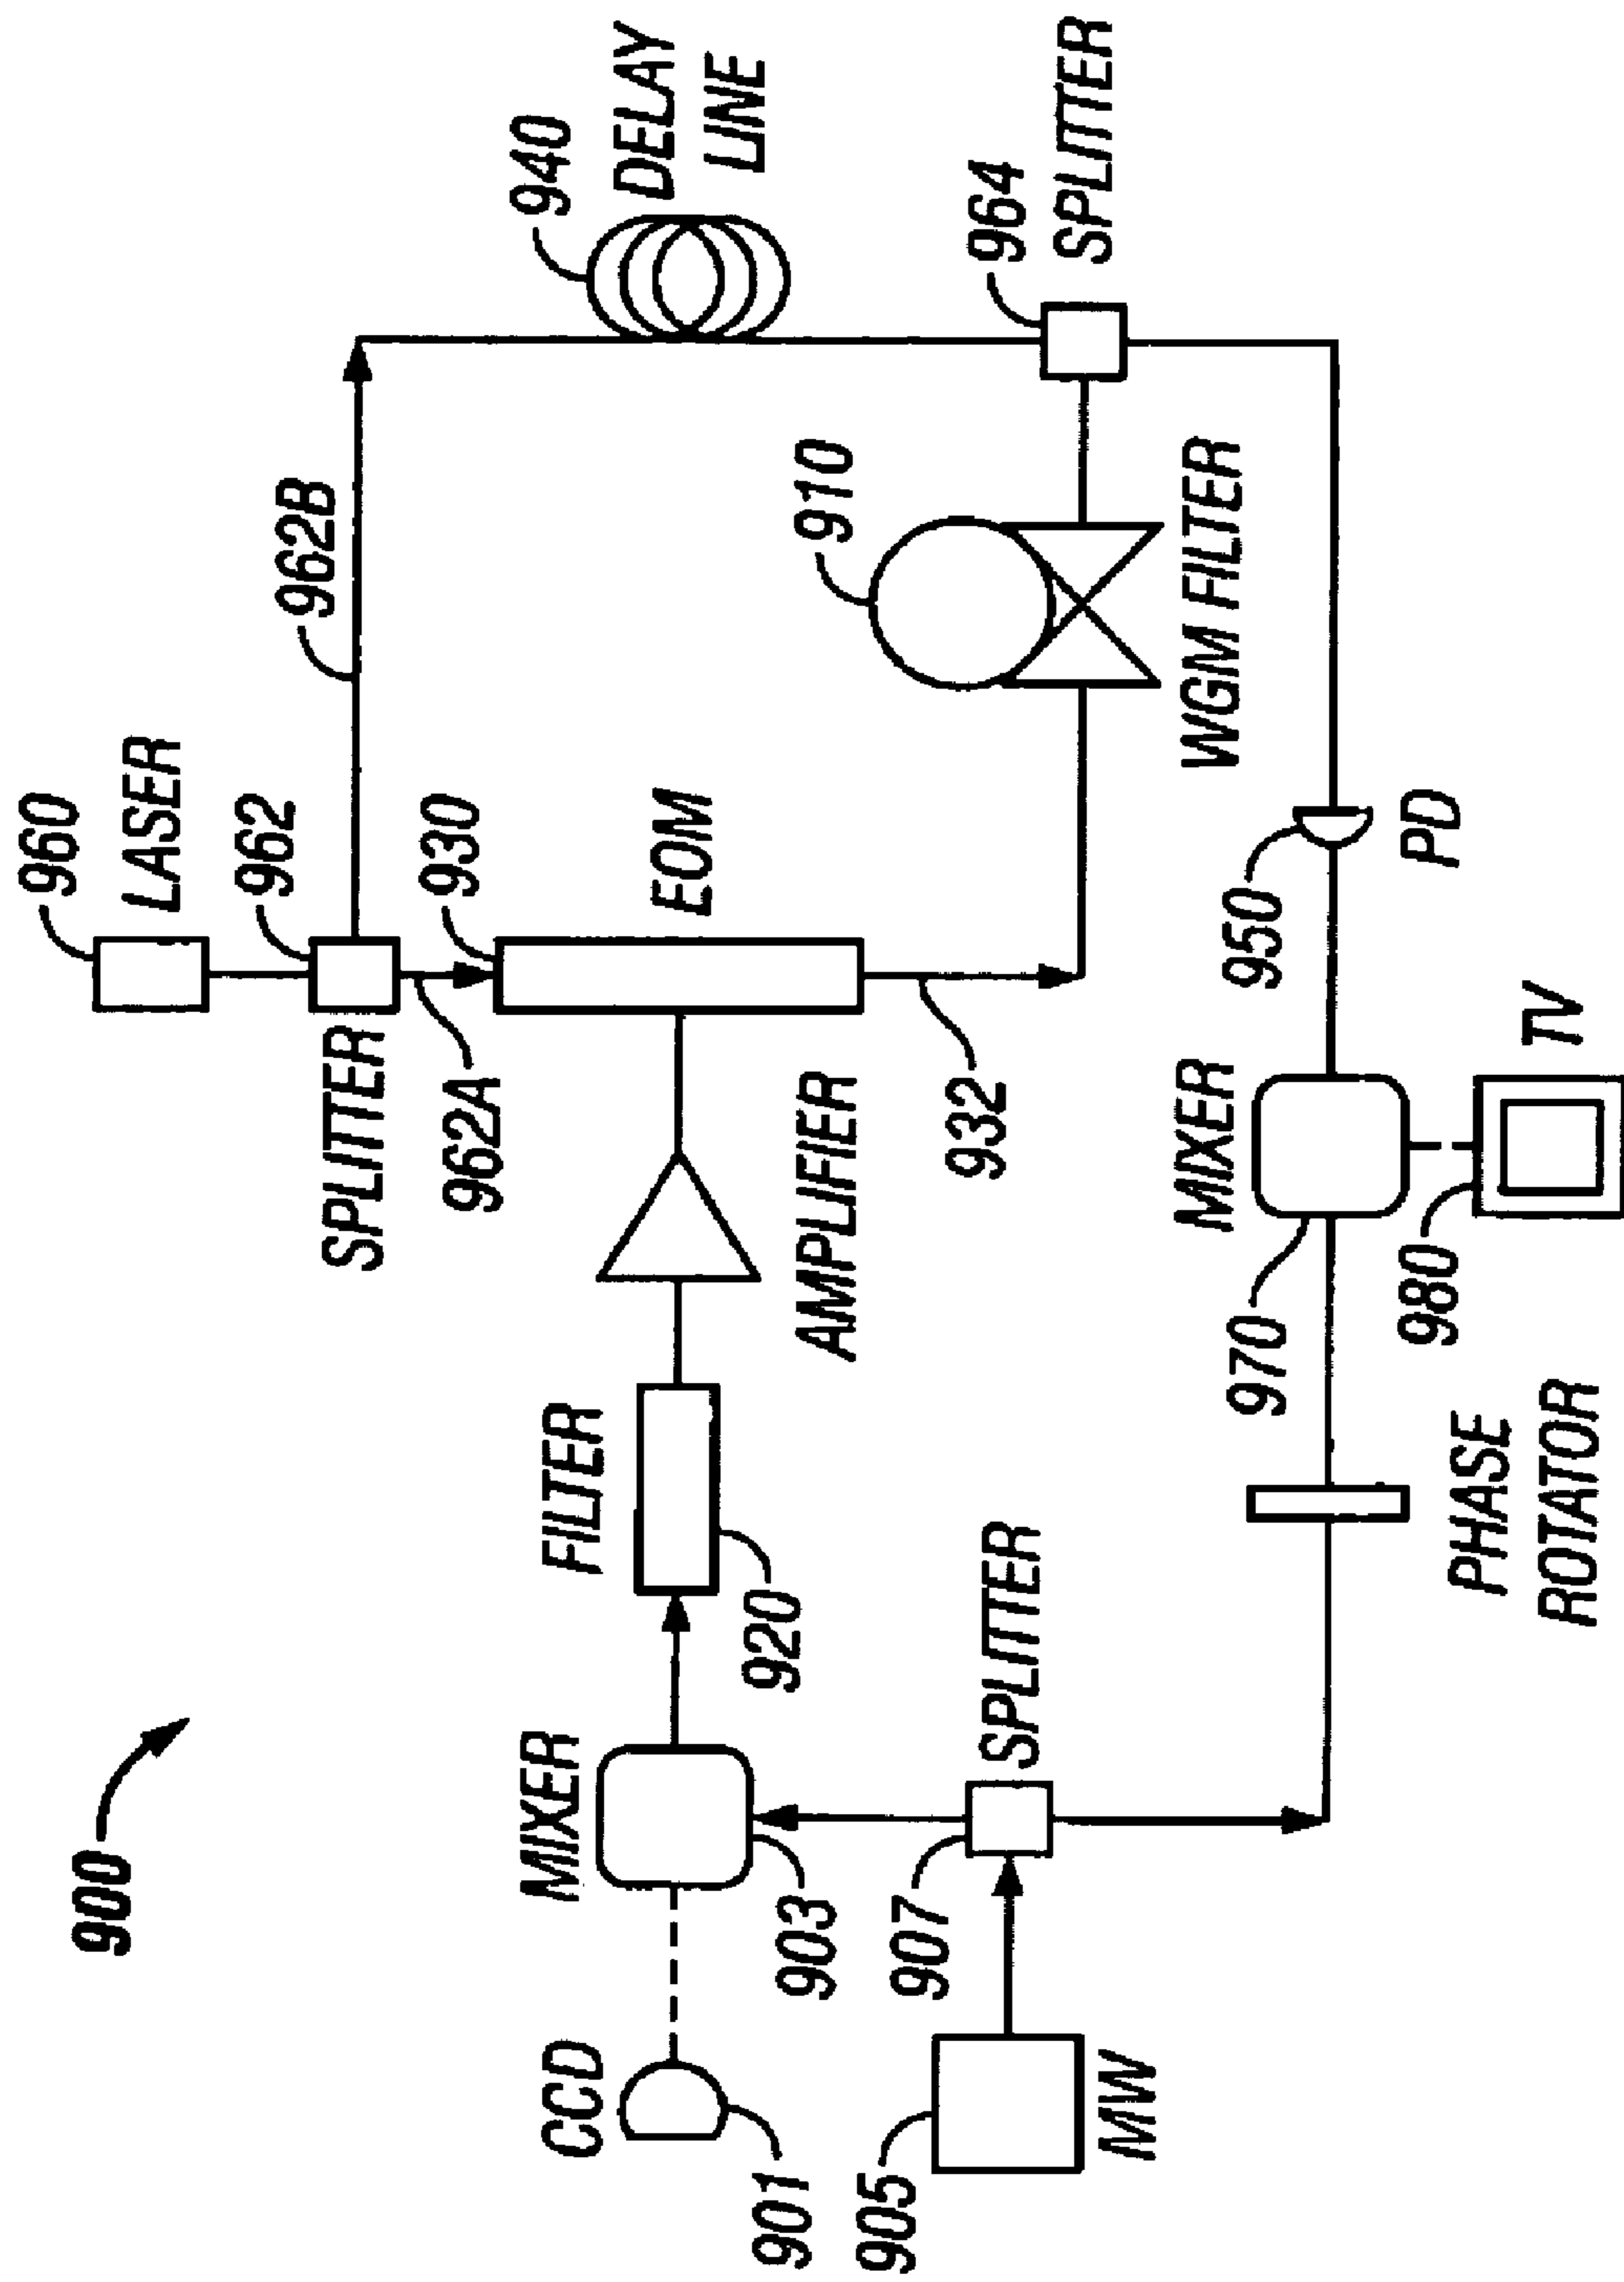 900
960
LASER
962
SPLITTER
962A
962B
930
EOM
940
DELAY
LINE
CCD
901
MIXER
903
FILTER
920
AMPLIFIER
932
910
WGM FILTER
964
SPLITTER
905
MW
907
SPLITTER
PHASE
ROTATOR
MIXER
970
980
TV
950
PD